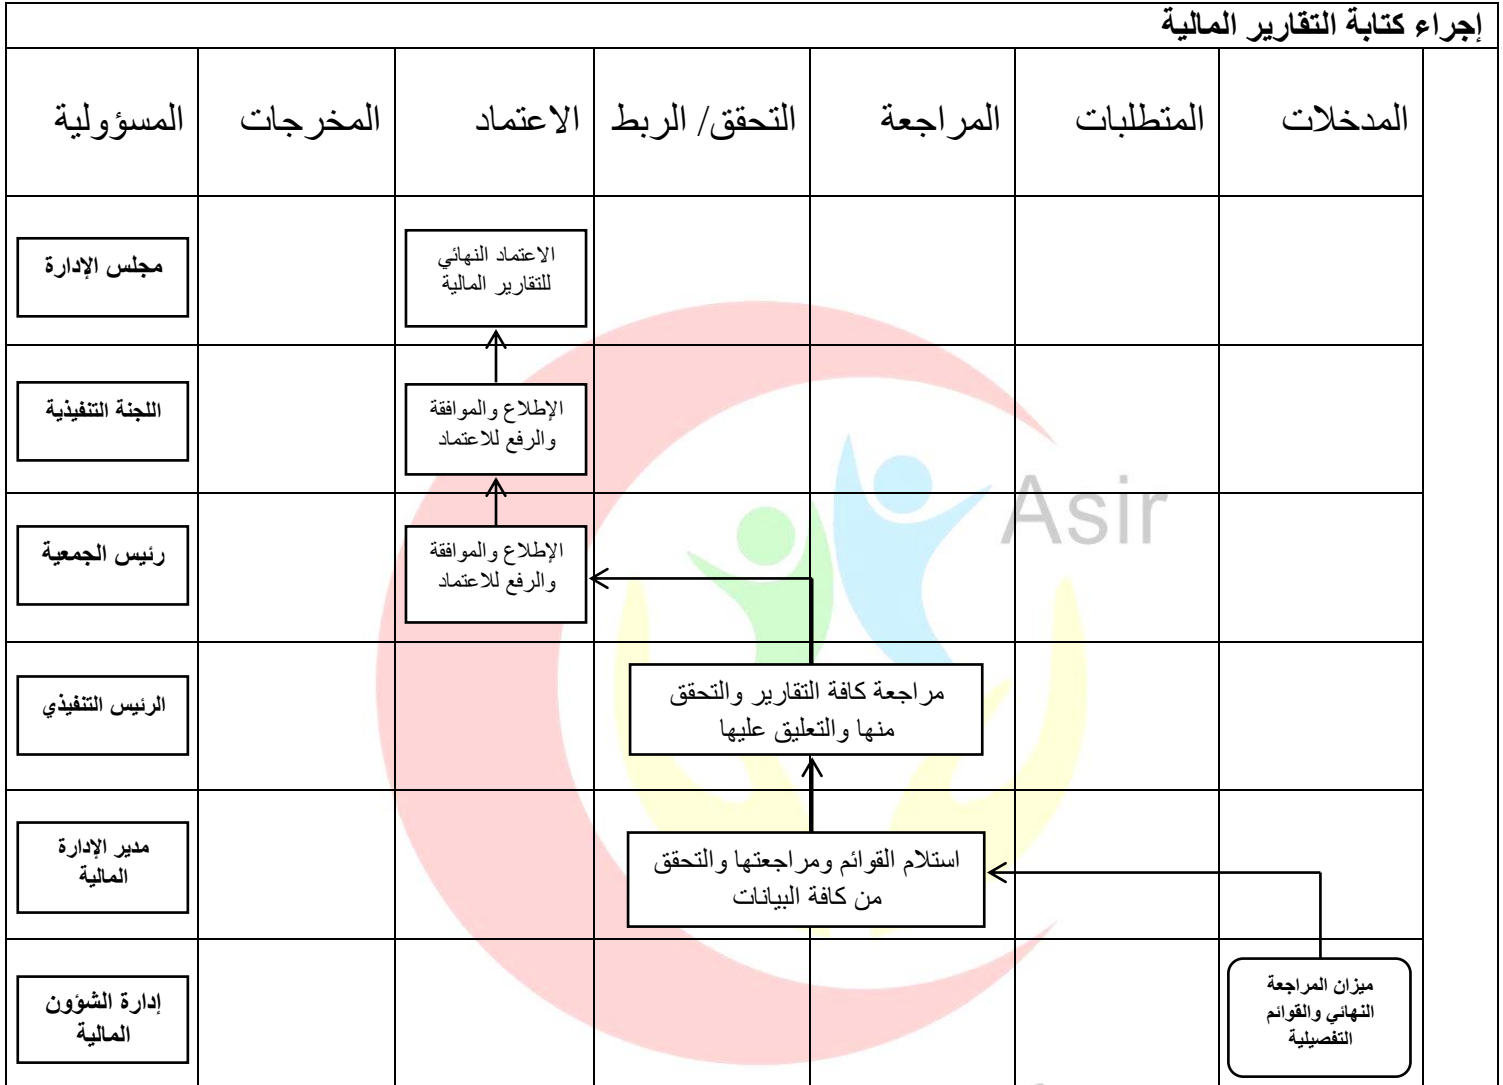 إجراء كتابة التقارير المالية
المدخلات
المتطلبات
المراجعة
التحقق/ الربط
الاعتماد
المخرجات
المسؤولية
الاعتماد النهائي
للتقارير المالية
مجلس الإدارة
الإطلاع والموافقة
والرفع للاعتماد
اللجنة التنفيذية
Asir
الإطلاع والموافقة
والرفع للاعتماد
رئيس الجمعية
مراجعة كافة التقارير والتحقق
منها والتعليق عليها
الرئيس التنفيذي
استلام القوائم ومراجعتها والتحقق
من كافة البيانات
مدير الإدارة
المالية
ميزان المراجعة
النهائي والقوائم
التفصيلية
إدارة الشؤون
المالية